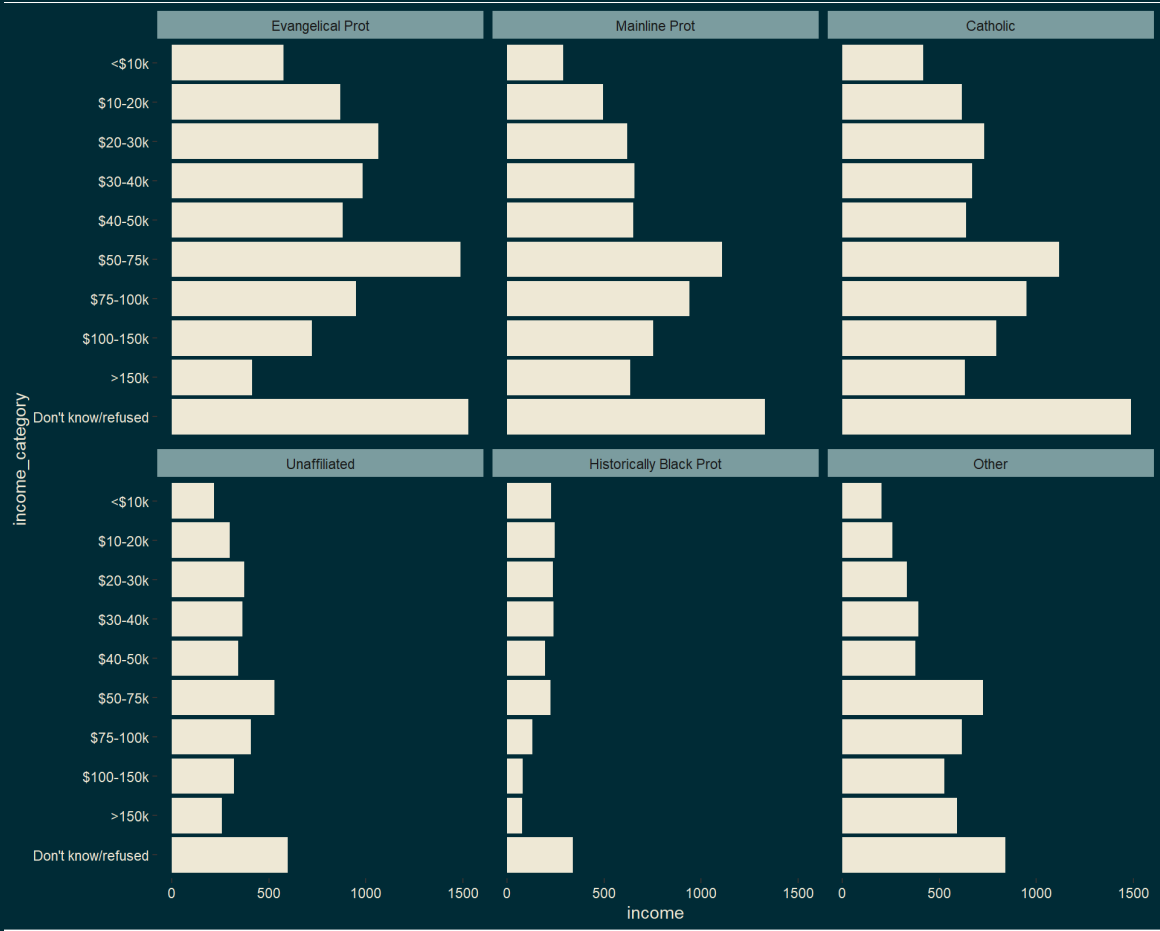 Evangelical Prot
Mainline Prot
Catholic
<$10k
$10-20k
$20-30k
$30-40k
$40-50k
$50-75k
$75-100k
$100-150k
>150k
Don't know/refused
income_category
Unaffiliated
Historically Black Prot
Other
<$10k
$10-20k
$20-30k
$30-40k
$40-50k
$50-75k
$75-100k
$100-150k
>150k
Don't know/refused
0 500 1000 1500
0 500 1000 1500
0 500 1000 1500
income